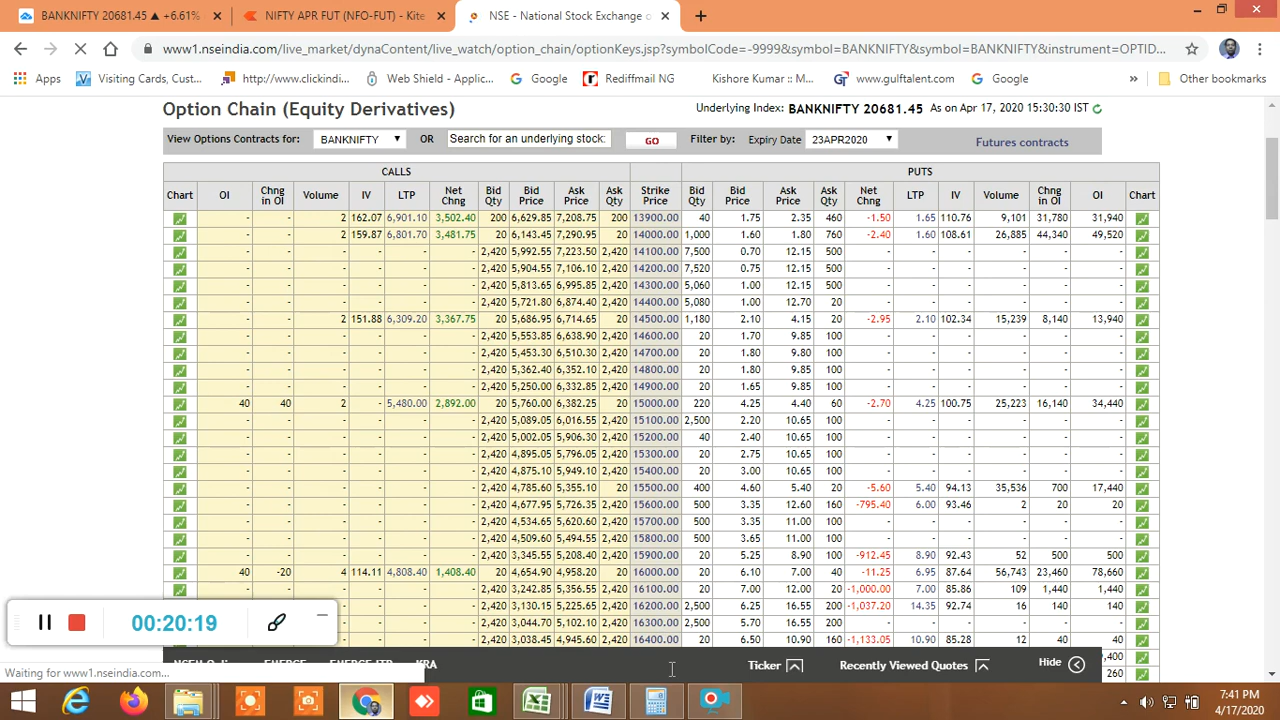 BANKNIFTY 20681.45 ▲ +6.61%
NIFTY APR FUT (NFO-FUT) - Kite
NSE - National Stock Exchange o
www1.nseindia.com/live_market/dynaContent/live_watch/option_chain/optionKeys.jsp?symbolCode=-9999&symbol=BANKNIFTY&symbol=BANKNIFTY&instrument=OPTID...
Apps Visiting Cards, Cust... http://www.clickindi... Web Shield - Applic... Google Rediffmail NG Kishore Kumar :: M... www.gulftalent.com Google » Other bookmarks
Option Chain (Equity Derivatives) Underlying Index: BANKNIFTY 20681.45 As on Apr 17, 2020 15:30:30 IST
View Options Contracts for: BANKNIFTY OR Search for an underlying stock: GO Filter by: Expiry Date 23APR2020 Futures contracts
CALLS PUTS
Chart OI Chng in OI Volume IV LTP Net Chng Bid Qty Bid Price Ask Price Ask Qty Strike Price Bid Qty Bid Price Ask Price Ask Qty Net Chng LTP IV Volume Chng in OI OI Chart
- - 2 162.07 6,901.10 3,502.40 200 6,629.85 7,208.75 200 13900.00 40 1.75 2.35 460 -1.50 1.65 110.76 9,101 31,780 31,940
- - 2 159.87 6,801.70 3,481.75 20 6,143.45 7,290.95 20 14000.00 1,000 1.60 1.80 760 -2.40 1.60 108.61 26,885 44,340 49,520
- - - - - - 2,420 5,992.55 7,223.50 2,420 14100.00 7,500 0.70 12.15 500 - - - - - -
- - - - - - 2,420 5,904.55 7,106.10 2,420 14200.00 7,520 0.75 12.15 500 - - - - - -
- - - - - - 2,420 5,813.65 6,995.85 2,420 14300.00 5,060 1.00 12.15 500 - - - - - -
- - - - - - 2,420 5,721.80 6,874.40 2,420 14400.00 5,080 1.00 12.70 20 - - - - - -
- - 2 151.88 6,309.20 3,367.75 20 5,686.95 6,714.65 20 14500.00 1,180 2.10 4.15 20 -2.95 2.10 102.34 15,239 8,140 13,940
- - - - - - 2,420 5,553.85 6,638.90 2,420 14600.00 20 1.70 9.85 100 - - - - - -
- - - - - - 2,420 5,453.30 6,510.30 2,420 14700.00 20 1.80 9.80 100 - - - - - -
- - - - - - 2,420 5,362.40 6,352.10 2,420 14800.00 20 1.80 9.85 100 - - - - - -
- - - - - - 2,420 5,250.00 6,332.85 2,420 14900.00 20 1.65 9.85 100 - - - - - -
40 40 2 - 5,480.00 2,892.00 20 5,760.00 6,382.25 20 15000.00 220 4.25 4.40 60 -2.70 4.25 100.75 25,223 16,140 34,440
- - - - - - 2,420 5,089.05 6,016.55 2,420 15100.00 2,500 2.20 10.65 100 - - - - - -
- - - - - - 2,420 5,002.05 5,906.30 2,420 15200.00 40 2.40 10.65 100 - - - - - -
- - - - - - 2,420 4,895.05 5,796.05 2,420 15300.00 20 2.75 10.65 100 - - - - - -
- - - - - - 2,420 4,875.10 5,949.10 2,420 15400.00 20 3.00 10.65 100 - - - - - -
- - - - - - 2,420 4,785.60 5,355.10 20 15500.00 400 4.60 5.40 20 -5.60 5.40 94.13 35,536 700 17,440
- - - - - - 2,420 4,677.95 5,726.35 2,420 15600.00 500 3.35 12.60 160 -795.40 6.00 93.46 2 20 20
- - - - - - 2,420 4,534.65 5,620.60 2,420 15700.00 500 3.35 11.00 100 - - - - - -
- - - - - - 2,420 4,509.60 5,494.55 2,420 15800.00 500 3.65 11.00 100 - - - - - -
- - - - - - 2,420 3,345.55 5,208.40 2,420 15900.00 20 5.25 8.90 100 -912.45 8.90 92.43 52 500 500
40 -20 4 114.11 4,808.40 1,408.40 20 4,654.90 4,958.20 20 16000.00 20 6.10 7.00 40 -11.25 6.95 87.64 56,743 23,460 78,660
- - - 2,420 3,242.85 5,356.55 2,420 16100.00 20 7.00 12.00 20 -1,000.00 7.00 85.86 109 1,440 1,440
- - - 2,420 3,130.15 5,225.65 2,420 16200.00 2,500 6.25 16.55 200 -1,037.20 14.35 92.74 16 140 140
- - - 2,420 3,044.70 5,102.10 2,420 16300.00 2,500 5.70 16.55 200 - - - - - -
- - - 2,420 3,038.45 4,945.60 2,420 16400.00 20 6.50 10.90 160 -1,133.05 10.90 85.28 12 40 40
00:20:19
Ticker Recently Viewed Quotes Hide
,400
260
Waiting for www1.nseindia.com...
7:41 PM
4/17/2020